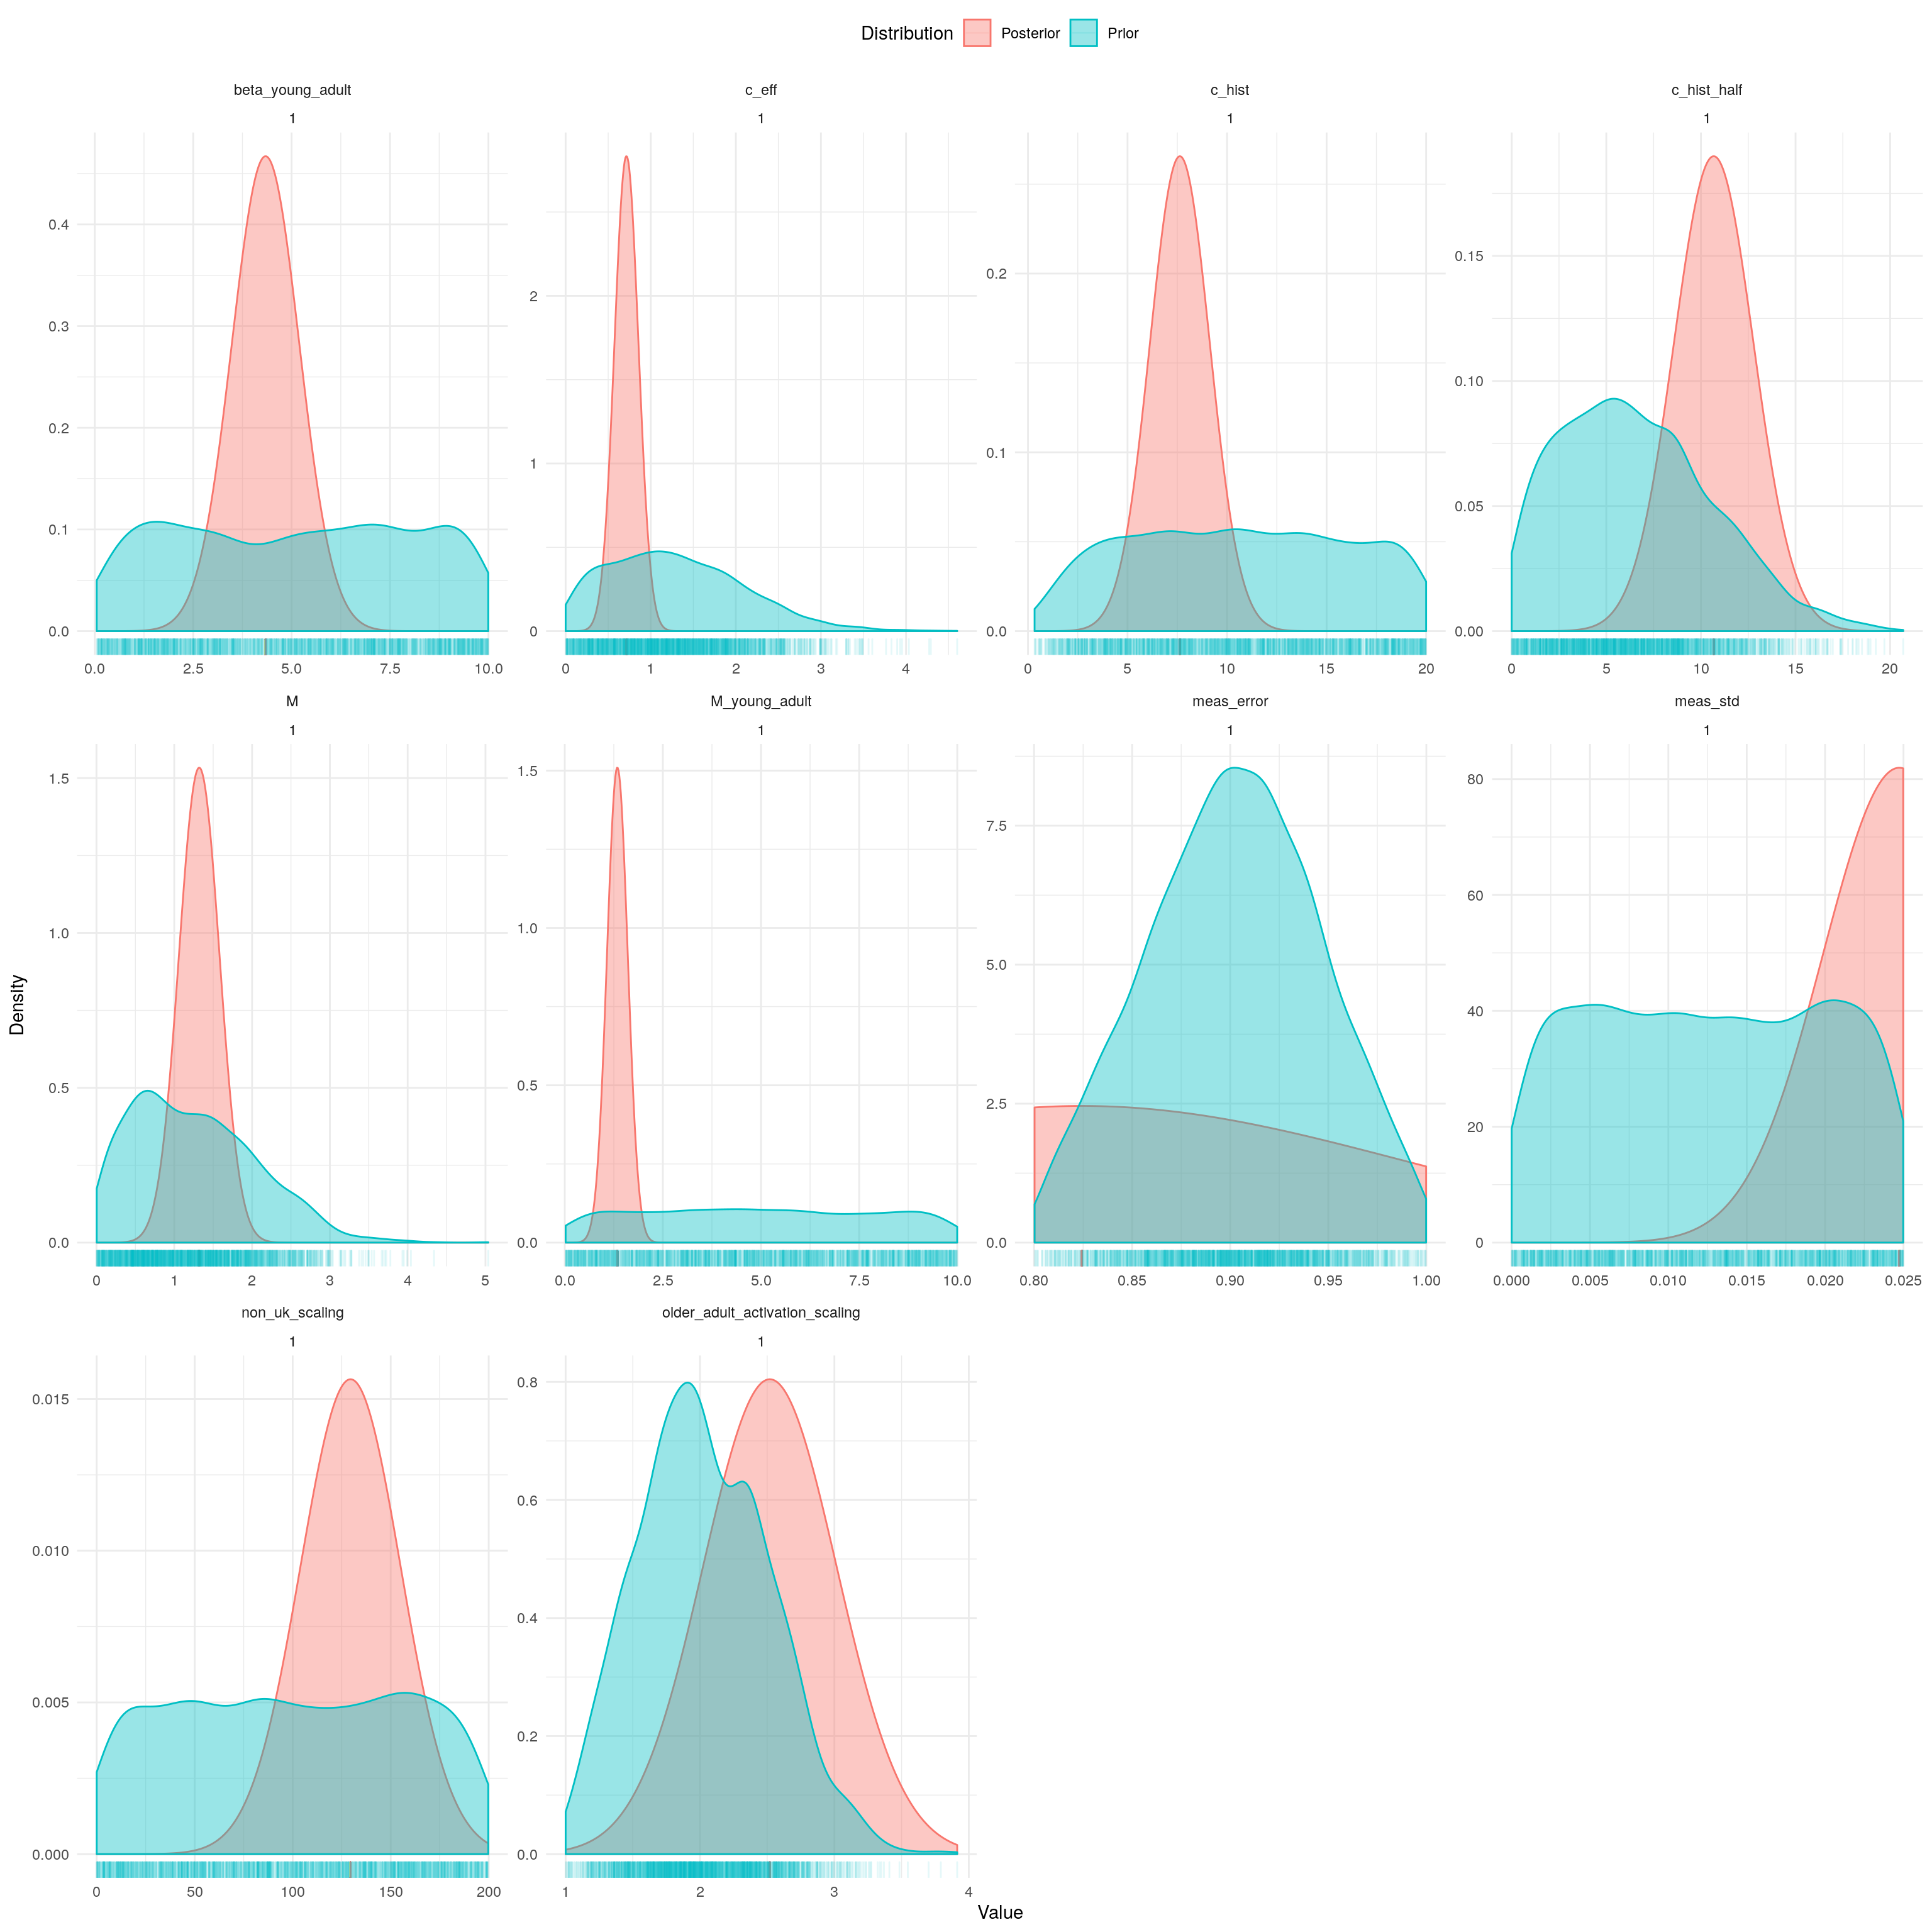 Distribution Posterior Prior
beta_young_adult c_eff c_hist c_hist_half
1 1 1 1
0.4
0.3
0.2
0.1
0.0
0.0 2.5 5.0 7.5 10.0
2
1
0
0 1 2 3 4
0.2
0.1
0.0
0 5 10 15 20
0.15
0.10
0.05
0.00
0 5 10 15 20
M M_young_adult meas_error meas_std
1 1 1 1
1.5
1.0
0.5
0.0
0 1 2 3 4 5
1.5
1.0
0.5
0.0
0.0 2.5 5.0 7.5 10.0
7.5
5.0
2.5
0.0
0.80 0.85 0.90 0.95 1.00
80
60
40
20
0
0.000 0.005 0.010 0.015 0.020 0.025
non_uk_scaling older_adult_activation_scaling
1 1
0.015
0.010
0.005
0.000
0 50 100 150 200
0.8
0.6
0.4
0.2
0.0
1 2 3 4
Density
Value